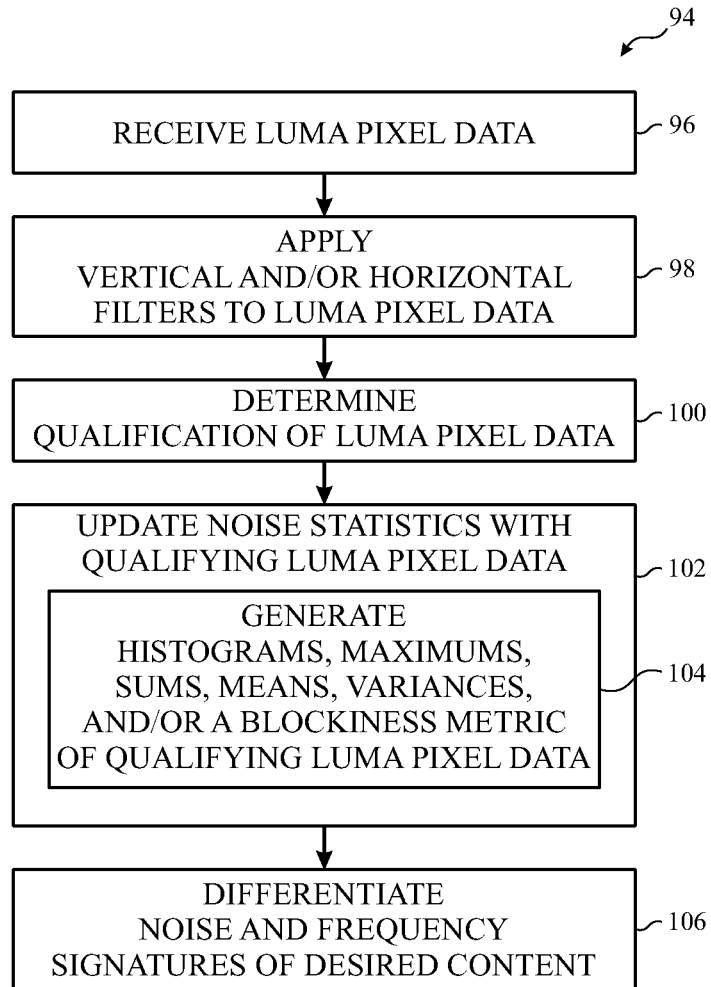 94
RECEIVE LUMA PIXEL DATA
96
APPLY
VERTICAL AND/OR HORIZONTAL
FILTERS TO LUMA PIXEL DATA
98
DETERMINE
QUALIFICATION OF LUMA PIXEL DATA
100
UPDATE NOISE STATISTICS WITH
QUALIFYING LUMA PIXEL DATA
102
GENERATE
HISTOGRAMS, MAXIMUMS,
SUMS, MEANS, VARIANCES,
AND/OR A BLOCKINESS METRIC
OF QUALIFYING LUMA PIXEL DATA
104
DIFFERENTIATE
NOISE AND FREQUENCY
SIGNATURES OF DESIRED CONTENT
106